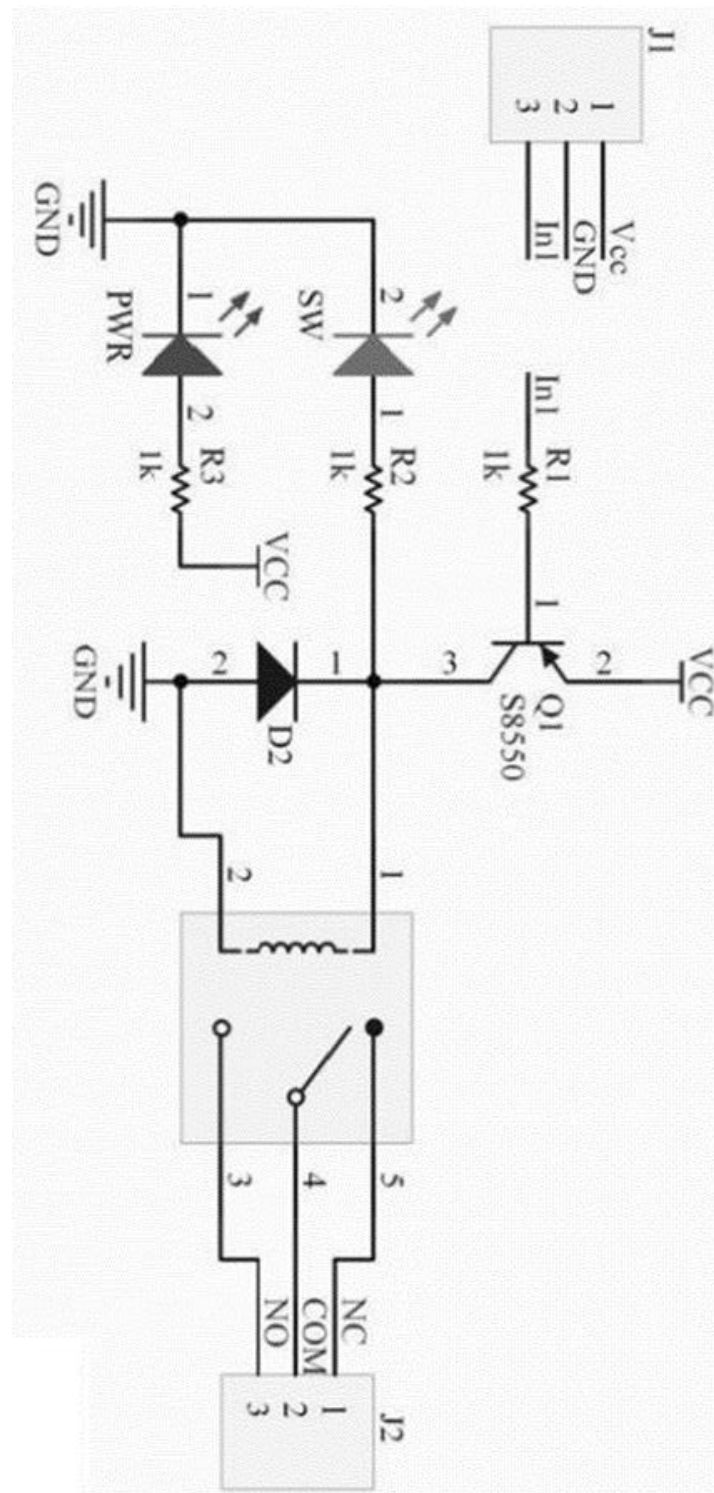 J1
1
2
3
Vcc
GND
In1
GND
PWR
1
2
SW
2
1
R3
1k
R2
1k
VCC
In1
R1
1k
1
2
3
Q1
S8550
VCC
GND
2
1
D2
2
1
3
4
5
NO
COM
NC
J2
1
2
3